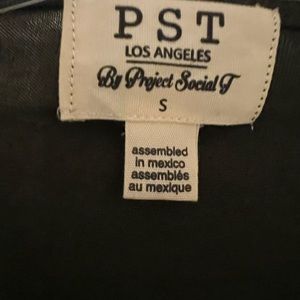 PST
LOS ANGELES
By Project Social T
S
assembled
in mexico
assemblés
au mexique